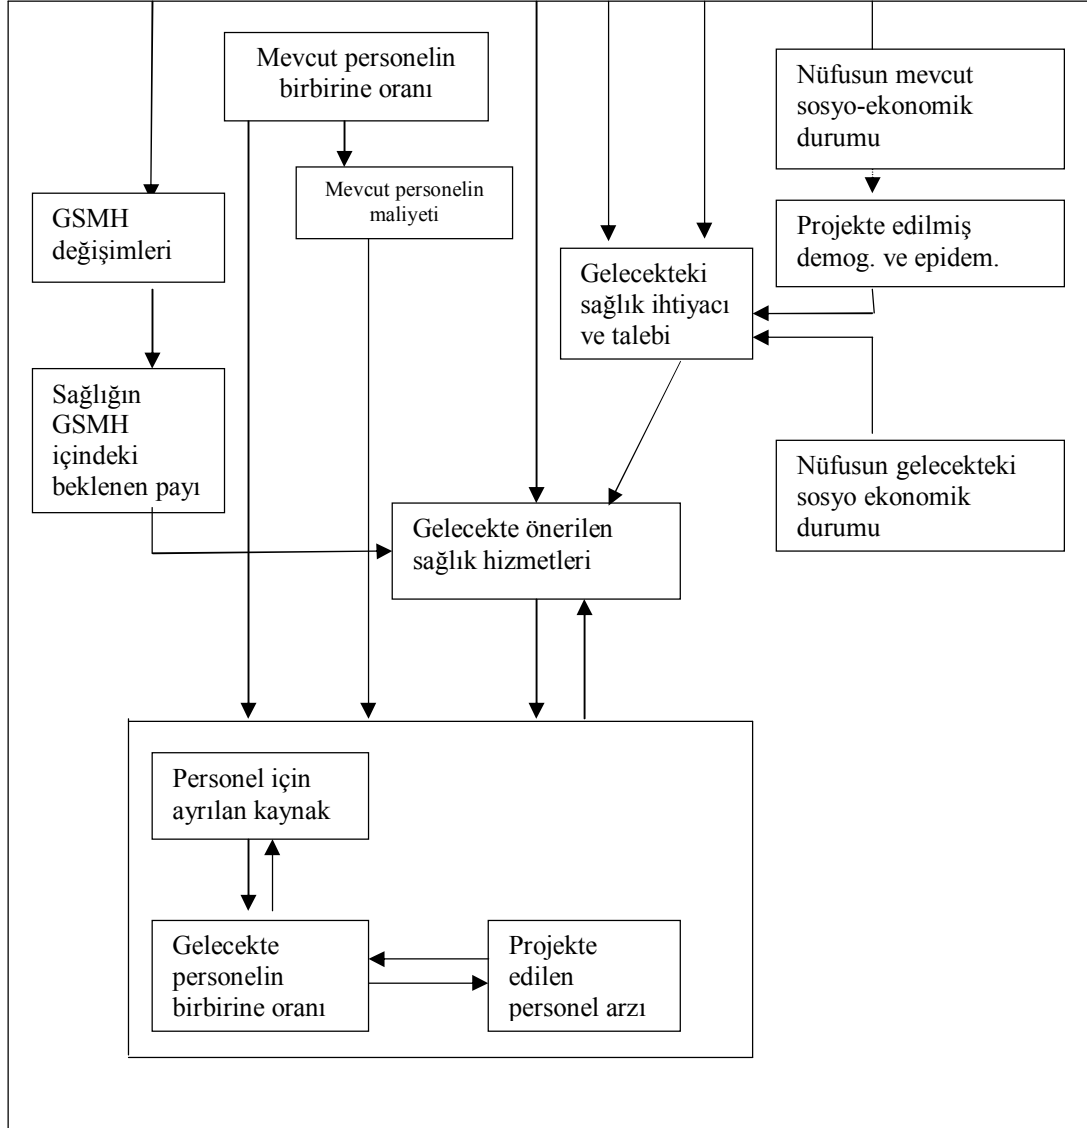 Mevcut personelin
birbirine oranı
Nüfusun mevcut
sosyo-ekonomik
durumu
Mevcut personelin
maliyeti
GSMH
değişimleri
Projekte edilmiş
demog. ve epidem.
Gelecekteki
sağlık ihtiyacı
ve talebi
Sağlığın
GSMH
içindeki
beklenen payı
Nüfusun gelecekteki
sosyo ekonomik
durumu
Gelecekte önerilen
sağlık hizmetleri
Personel için
ayrılan kaynak
Gelecekte
personelin
birbirine oranı
Projekte
edilen
personel arzı